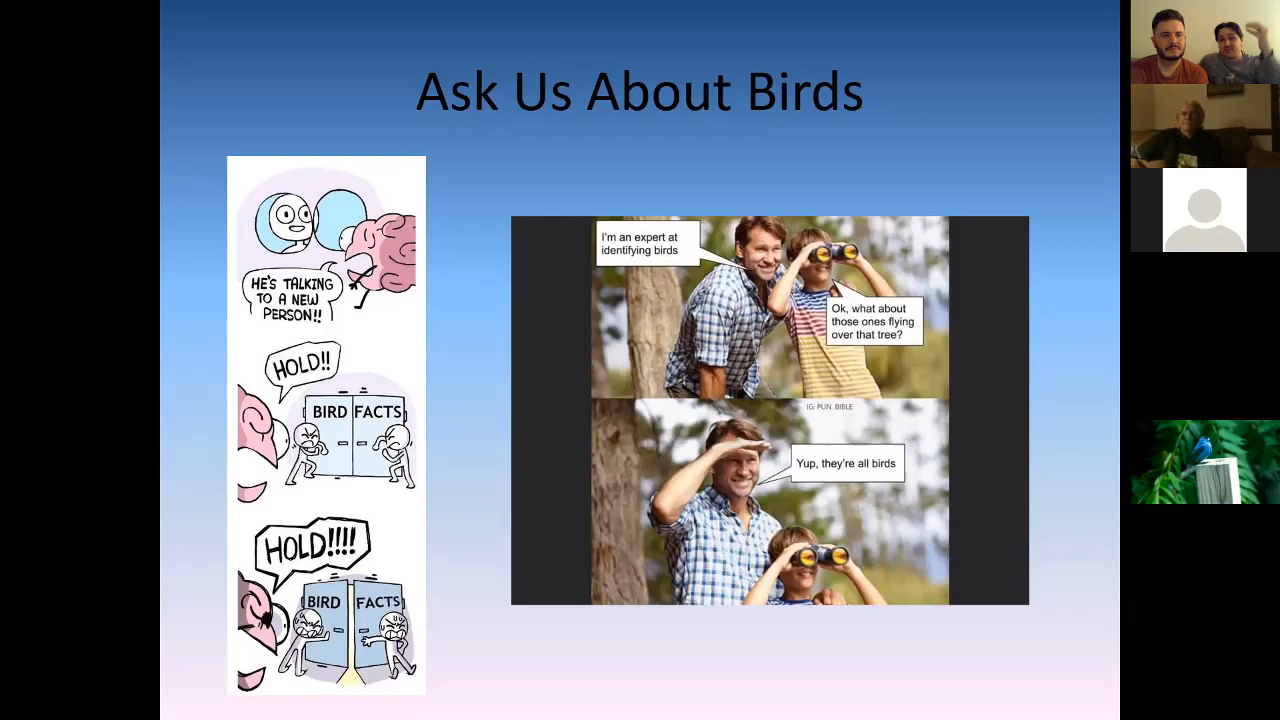 Ask Us About Birds
HE'S TALKING
TO A NEW
PERSON!!
HOLD!!
BIRD FACTS
HOLD!!!!
BIRD FACTS
I'm an expert at
identifying birds
Ok, what about
those ones flying
over that tree?
IG: PUN BIBLE
Yup, they're all birds